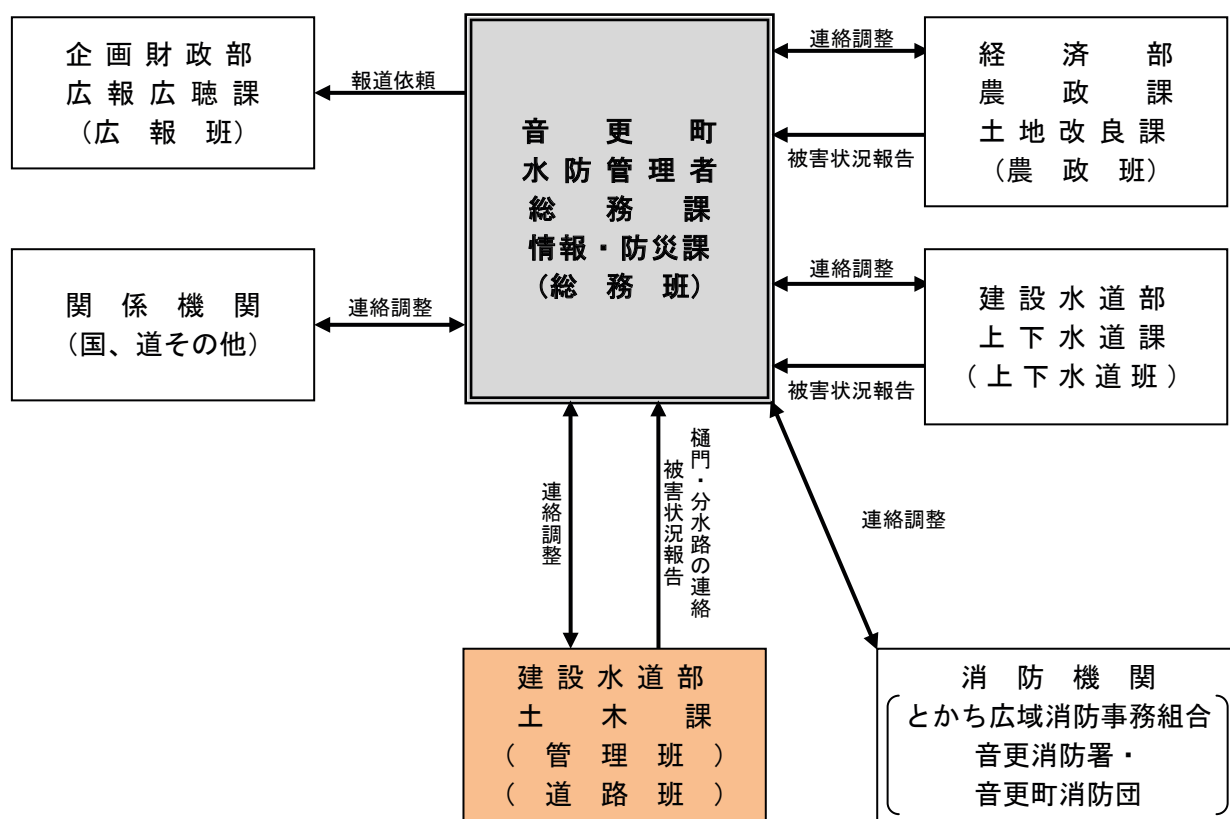 企画財政部
広報広聴課
（広報班）
報道依頼
関係機関
（国、道その他）
連絡調整
音更町
水防管理者
総務課
情報・防災課
（総務班）
連絡調整
被害状況報告
経済部
農政課
土地改良課
（農政班）
連絡調整
被害状況報告
建設水道部
上下水道課
（上下水道班）
連絡調整
樋門・分水路の連絡
被害状況報告
連絡調整
建設水道部
土木課
（管理班）
（道路班）
消防機関
とかち広域消防事務組合
音更消防署・
音更町消防団